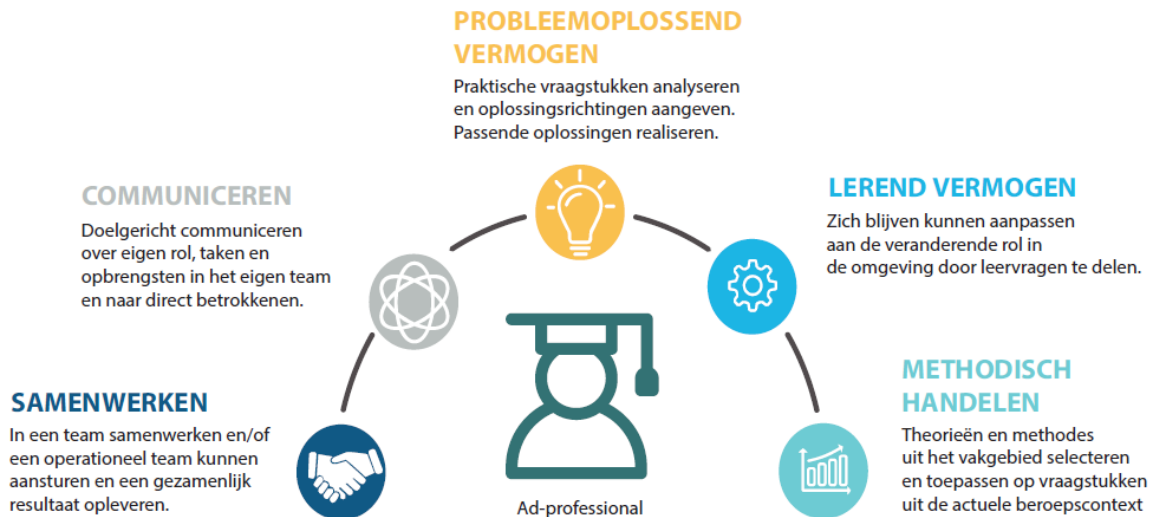 PROBLEEMOPLOSSEND
VERMOGEN
Praktische vraagstukken analyseren
en oplossingsrichtingen aangeven.
Passende oplossingen realiseren.
COMMUNICEREN
Doelgericht communiceren
over eigen rol, taken en
opbrengsten in het eigen team
en naar direct betrokkenen.
LEREND VERMOGEN
Zich blijven kunnen aanpassen
aan de veranderende rol in
de omgeving door leervragen te delen.
SAMENWERKEN
In een team samenwerken en/of
een operationeel team kunnen
aansturen en een gezamenlijk
resultaat opleveren.
METHODISCH
HANDELEN
Theorieën en methodes
uit het vakgebied selecteren
en toepassen op vraagstukken
uit de actuele beroepscontext
Ad-professional